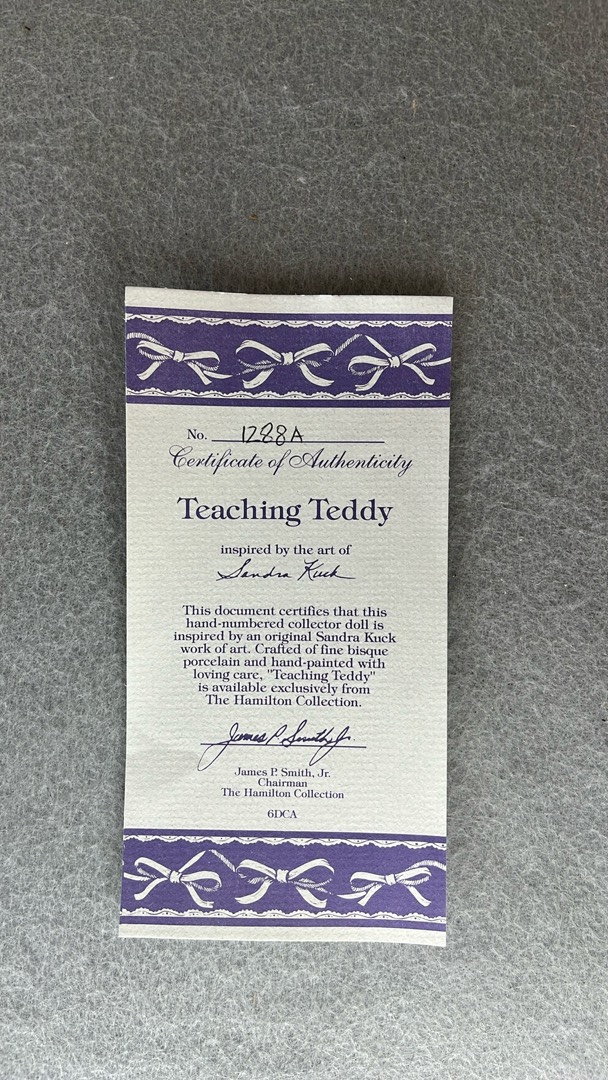 No. 1288A
Certificate of Authenticity
Teaching Teddy
inspired by the art of
Sandra Kuck
This document certifies that this
hand-numbered collector doll is
inspired by an original Sandra Kuck
work of art. Crafted of fine bisque
porcelain and hand-painted with
loving care, "Teaching Teddy"
is available exclusively from
The Hamilton Collection.
James P. Smith, Jr.
James P. Smith, Jr.
Chairman
The Hamilton Collection
6DCA